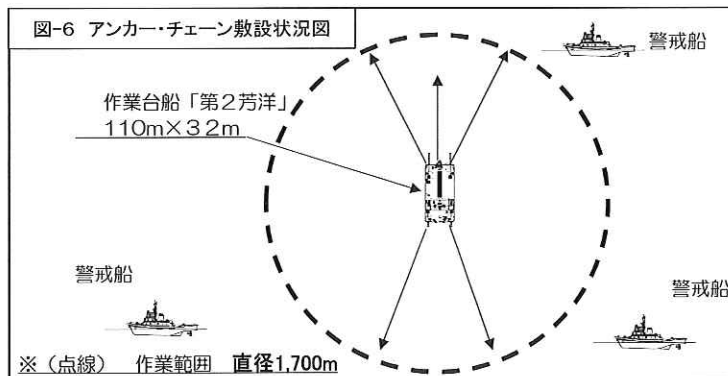 図-6 アンカー・チェーン敷設状況図
警戒船
作業台船「第2芳洋」
110m×32m
警戒船
警戒船
※(点線) 作業範囲 直径1,700m